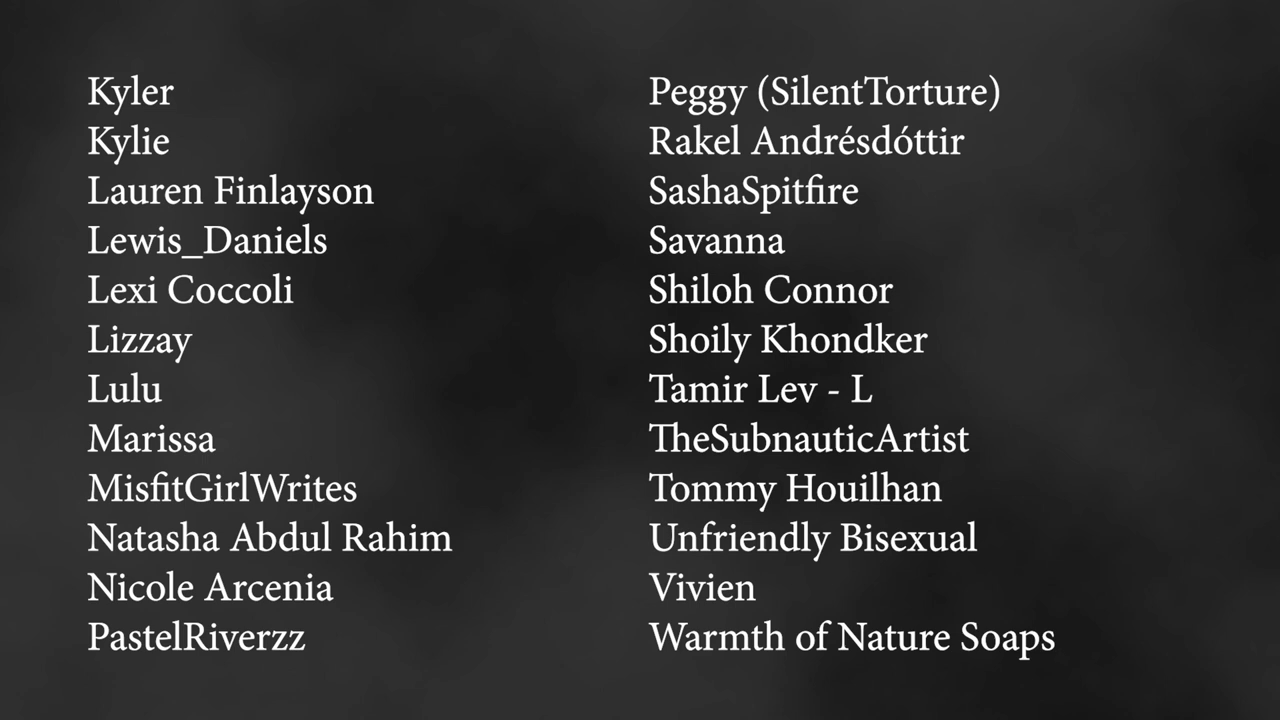 Kyler
Kylie
Lauren Finlayson
Lewis_Daniels
Lexi Coccoli
Lizzay
Lulu
Marissa
MisfitGirlWrites
Natasha Abdul Rahim
Nicole Arcenia
PastelRiverzz
Peggy (SilentTorture)
Rakel Andrésdóttir
SashaSpitfire
Savanna
Shiloh Connor
Shoily Khondker
Tamir Lev - L
TheSubnauticArtist
Tommy Houilhan
Unfriendly Bisexual
Vivien
Warmth of Nature Soaps